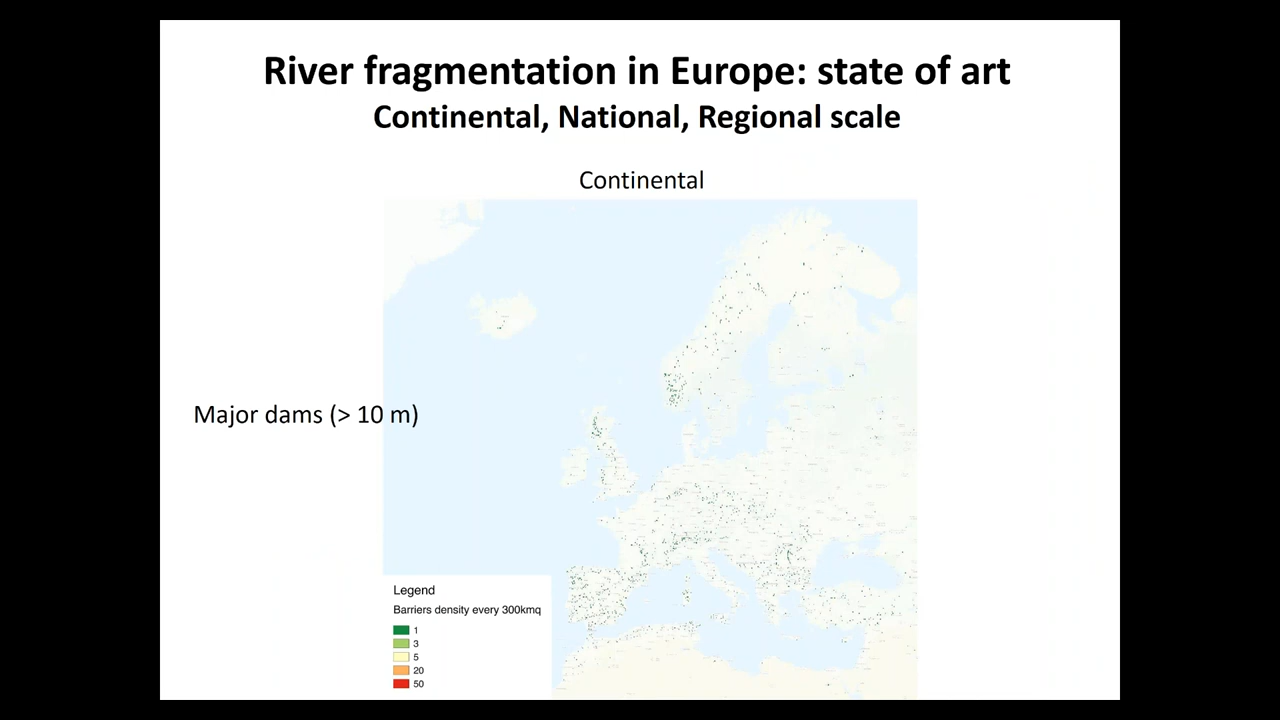 River fragmentation in Europe: state of art
Continental, National, Regional scale
Continental
Major dams (> 10 m)
Legend
Barriers density every 300kmq
1
3
5
20
50